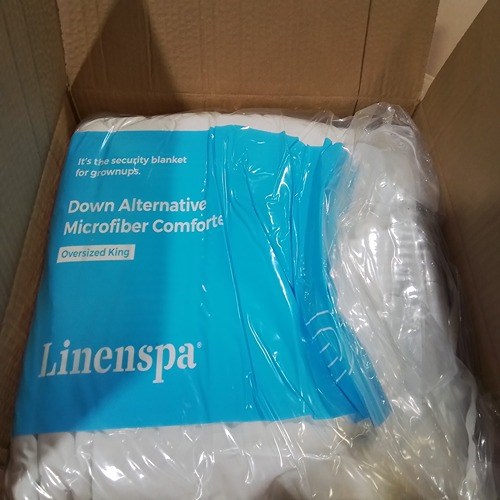 It's the security blanket
for grownups.
Down Alternative
Microfiber Comforte
Oversized King
Linenspa®